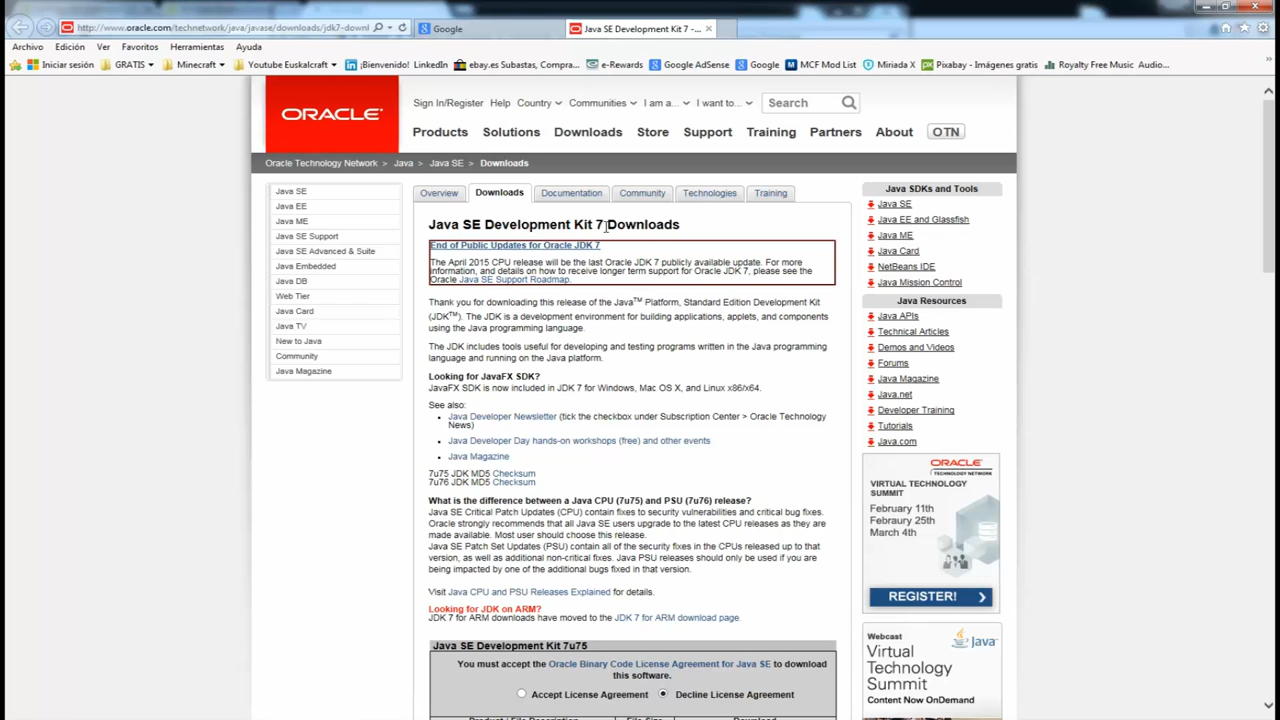 http://www.oracle.com/technetwork/java/javase/downloads/jdk7-downl
Google
Java SE Development Kit 7 -...
Archivo Edición Ver Favoritos Herramientas Ayuda
Iniciar sesión GRATIS Minecraft Youtube Euskalcraft ¡Bienvenido! LinkedIn ebay.es Subastas, Compra... e-Rewards Google AdSense Google MCF Mod List Miriada X Pixabay - Imágenes gratis Royalty Free Music Audio...
ORACLE
Sign In/Register Help Country Communities I am a... I want to... Search
Products Solutions Downloads Store Support Training Partners About OTN
Oracle Technology Network > Java > Java SE > Downloads
Java SE
Java EE
Java ME
Java SE Support
Java SE Advanced & Suite
Java Embedded
Java DB
Web Tier
Java Card
Java TV
New to Java
Community
Java Magazine
Overview Downloads Documentation Community Technologies Training
Java SE Development Kit 7 Downloads
End of Public Updates for Oracle JDK 7
The April 2015 CPU release will be the last Oracle JDK 7 publicly available update. For more
information, and details on how to receive longer term support for Oracle JDK 7, please see the
Oracle Java SE Support Roadmap.
Thank you for downloading this release of the Java™ Platform, Standard Edition Development Kit
(JDK™). The JDK is a development environment for building applications, applets, and components
using the Java programming language.
The JDK includes tools useful for developing and testing programs written in the Java programming
language and running on the Java platform.
Looking for JavaFX SDK?
JavaFX SDK is now included in JDK 7 for Windows, Mac OS X, and Linux x86/x64.
See also:
• Java Developer Newsletter (tick the checkbox under Subscription Center > Oracle Technology
News)
• Java Developer Day hands-on workshops (free) and other events
• Java Magazine
7u75 JDK MD5 Checksum
7u76 JDK MD5 Checksum
What is the difference between a Java CPU (7u75) and PSU (7u76) release?
Java SE Critical Patch Updates (CPU) contain fixes to security vulnerabilities and critical bug fixes.
Oracle strongly recommends that all Java SE users upgrade to the latest CPU releases as they are
made available. Most user should choose this release.
Java SE Patch Set Updates (PSU) contain all of the security fixes in the CPUs released up to that
version, as well as additional non-critical fixes. Java PSU releases should only be used if you are
being impacted by one of the additional bugs fixed in that version.
Visit Java CPU and PSU Releases Explained for details.
Looking for JDK on ARM?
JDK 7 for ARM downloads have moved to the JDK 7 for ARM download page.
Java SE Development Kit 7u75
You must accept the Oracle Binary Code License Agreement for Java SE to download
this software.
Accept License Agreement Decline License Agreement
Product / File Description File Size Download
Java SDKs and Tools
Java SE
Java EE and Glassfish
Java ME
Java Card
NetBeans IDE
Java Mission Control
Java Resources
Java APIs
Technical Articles
Demos and Videos
Forums
Java Magazine
Java.net
Developer Training
Tutorials
Java.com
ORACLE
TECHNOLOGY NETWORK
VIRTUAL TECHNOLOGY
SUMMIT
February 11th
Febraury 25th
March 4th
REGISTER!
Webcast
Java
Virtual
Technology
Summit
Content Now OnDemand